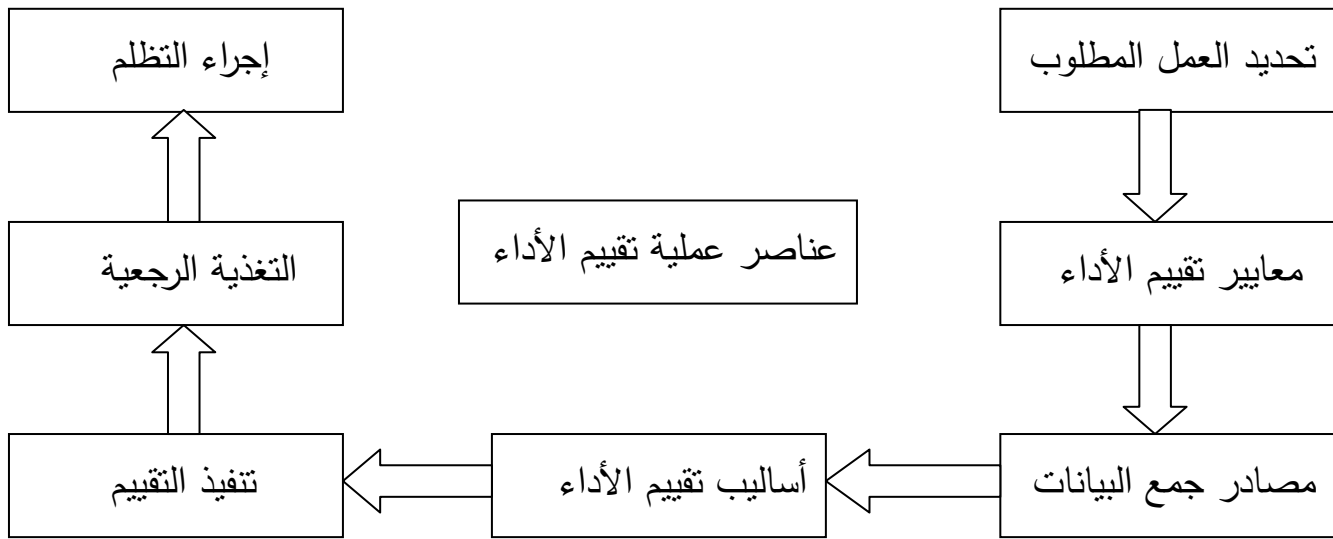 تحديد العمل المطلوب
إجراء التظلم
عناصر عملية تقييم الأداء
معايير تقييم الأداء
التغذية الرجعية
مصادر جمع البيانات
أساليب تقييم الأداء
تنفيذ التقييم